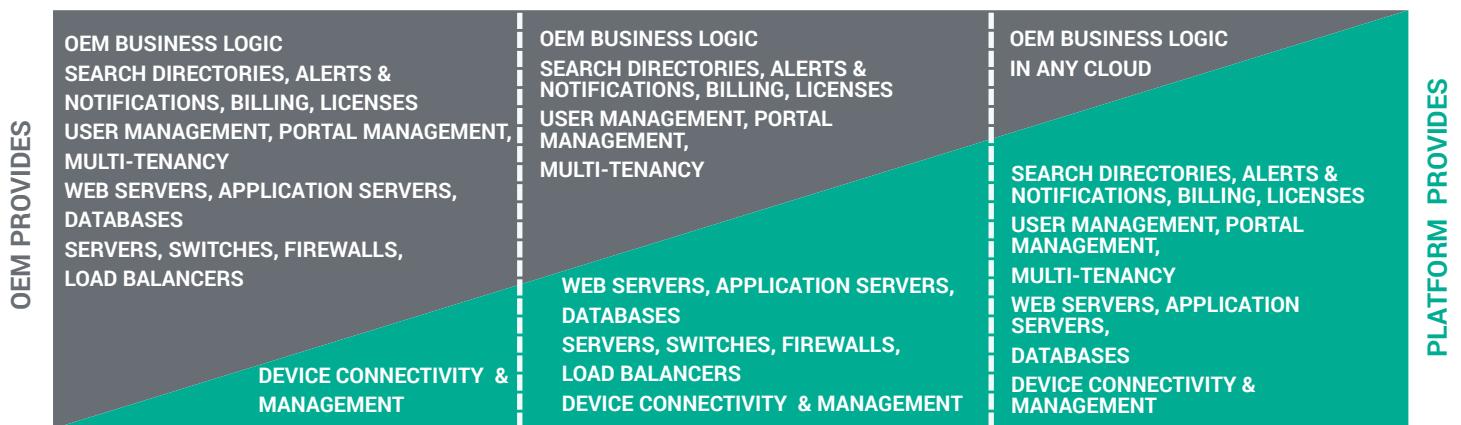 OEM PROVIDES
OEM BUSINESS LOGIC
SEARCH DIRECTORIES, ALERTS &
NOTIFICATIONS, BILLING, LICENSES
USER MANAGEMENT, PORTAL MANAGEMENT,
MULTI-TENANCY
WEB SERVERS, APPLICATION SERVERS,
DATABASES
SERVERS, SWITCHES, FIREWALLS,
LOAD BALANCERS
DEVICE CONNECTIVITY &
MANAGEMENT
OEM BUSINESS LOGIC
SEARCH DIRECTORIES, ALERTS &
NOTIFICATIONS, BILLING, LICENSES
USER MANAGEMENT, PORTAL
MANAGEMENT,
MULTI-TENANCY
WEB SERVERS, APPLICATION SERVERS,
DATABASES
SERVERS, SWITCHES, FIREWALLS,
LOAD BALANCERS
DEVICE CONNECTIVITY & MANAGEMENT
OEM BUSINESS LOGIC
IN ANY CLOUD
SEARCH DIRECTORIES, ALERTS &
NOTIFICATIONS, BILLING, LICENSES
USER MANAGEMENT, PORTAL
MANAGEMENT,
MULTI-TENANCY
WEB SERVERS, APPLICATION
SERVERS,
DATABASES
DEVICE CONNECTIVITY &
MANAGEMENT
PLATFORM PROVIDES